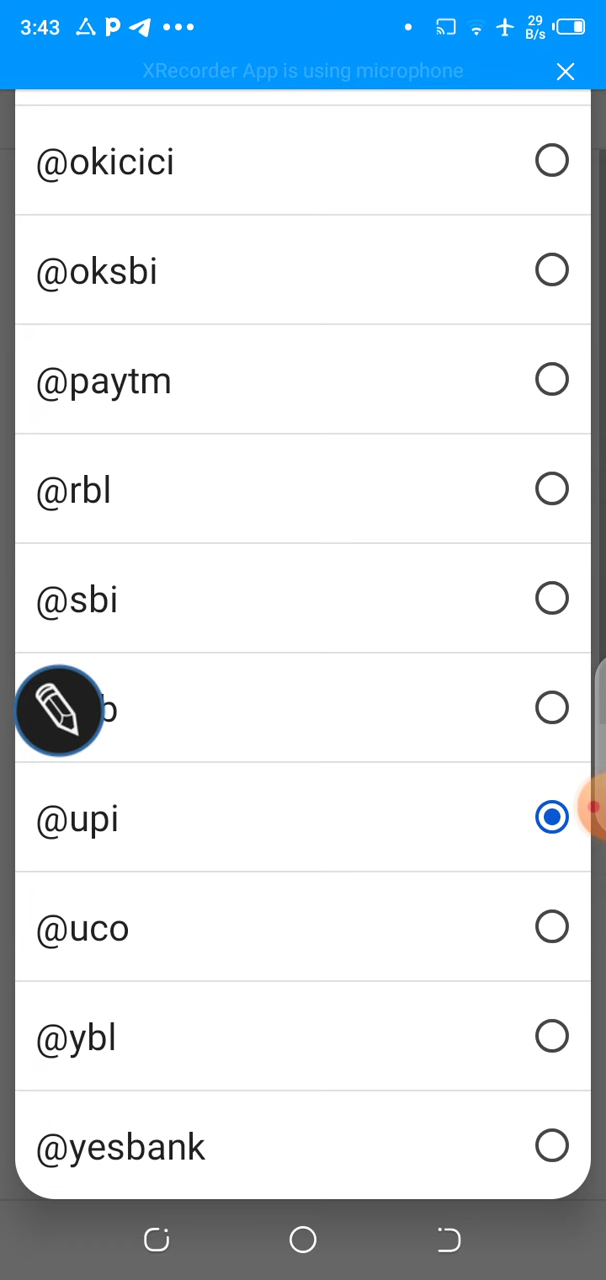 3:43
29
B/s
XRecorder App is using microphone
@okicici
@oksbi
@paytm
@rbl
@sbi
@upi
@uco
@ybl
@yesbank